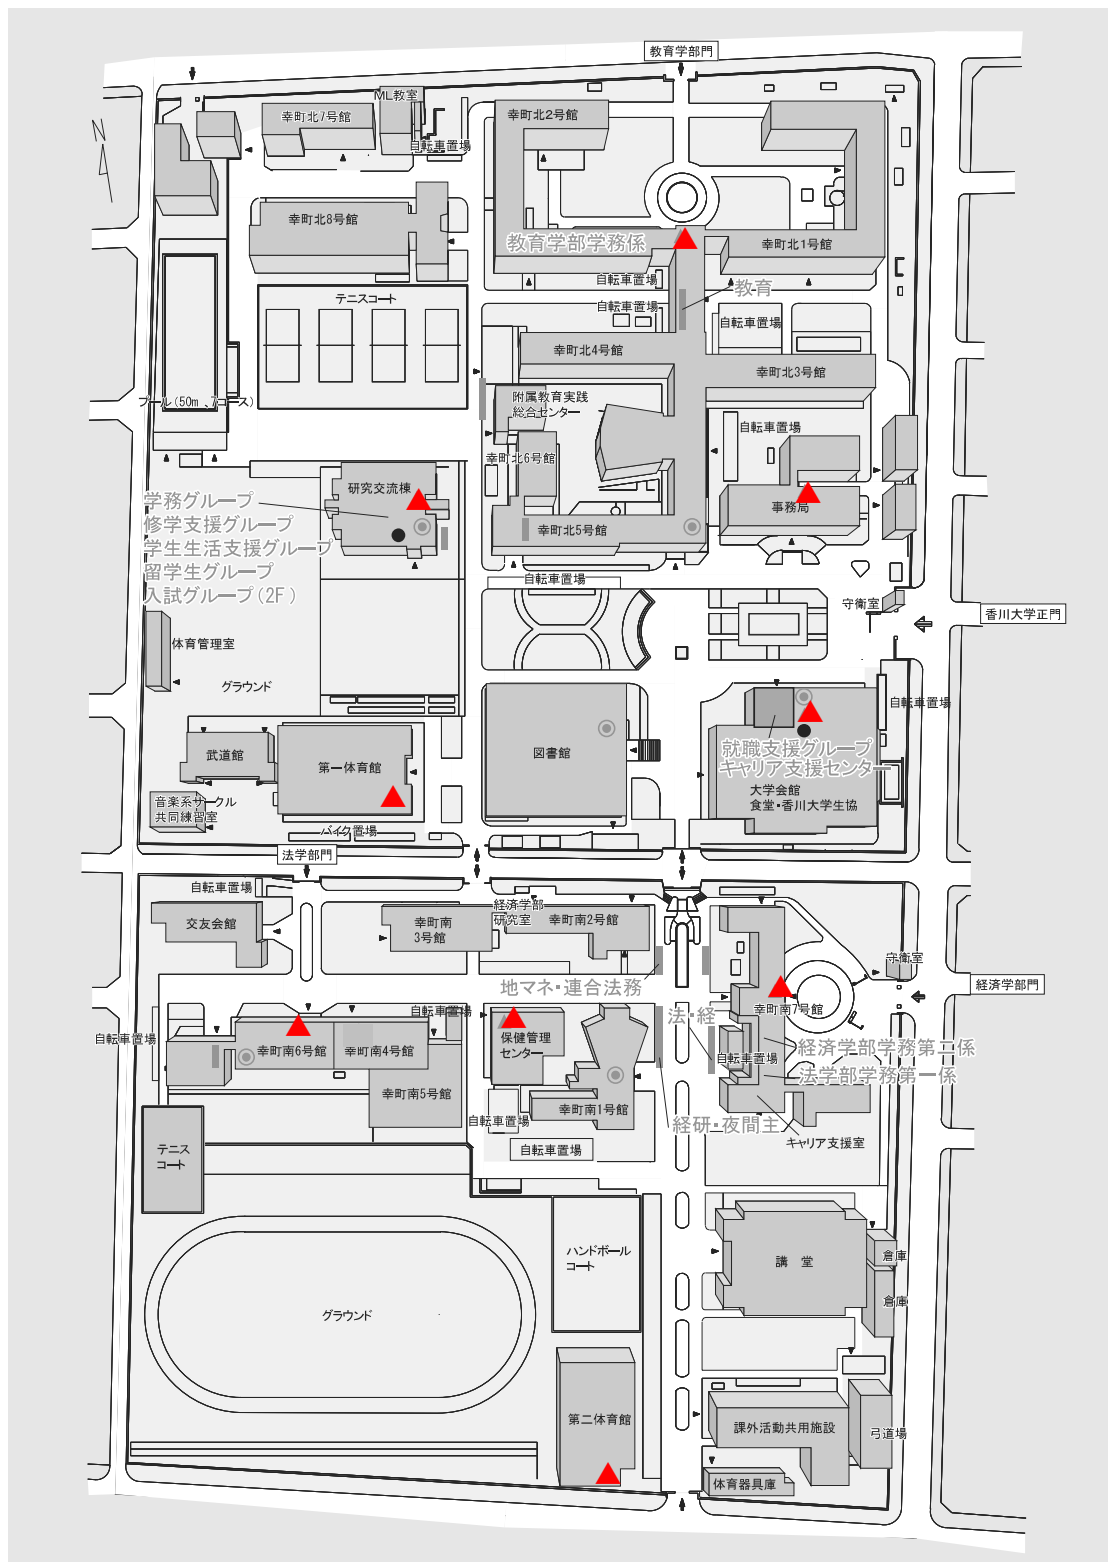 教育学部門
ML教室
幸町北7号館
幸町北2号館
自転車置場
N
幸町北8号館
教育学部学務係
幸町北1号館
自転車置場
教育
テニスコート
自転車置場
自転車置場
幸町北4号館
幸町北3号館
プール(50m、7コース)
附属教育実践
総合センター
自転車置場
幸町北6号館
研究交流棟
学務グループ
修学支援グループ
学生生活支援グループ
留学生グループ
入試グループ(2F)
事務局
幸町北5号館
自転車置場
守衛室
香川大学正門
体育管理室
グラウンド
自転車置場
武道館
第一体育館
図書館
就職支援グループ
キャリア支援センター
大学会館
食堂・香川大学生協
音楽系サークル
共同練習室
バイク置場
法学部門
自転車置場
交友会館
幸町南
3号館
経済学部
研究室
幸町南2号館
守衛室
経済学部門
地マネ・連合法務
自転車置場
自転車置場
法・経
幸町南7号館
幸町南6号館
幸町南4号館
保健管理
センター
自転車置場
経済学部学務第二係
法学部学務第一係
幸町南5号館
幸町南1号館
自転車置場
経研・夜間主
キャリア支援室
テニス
コート
自転車置場
ハンドボール
コート
講 堂
倉庫
倉庫
グラウンド
第二体育館
課外活動共用施設
弓道場
体育器具庫